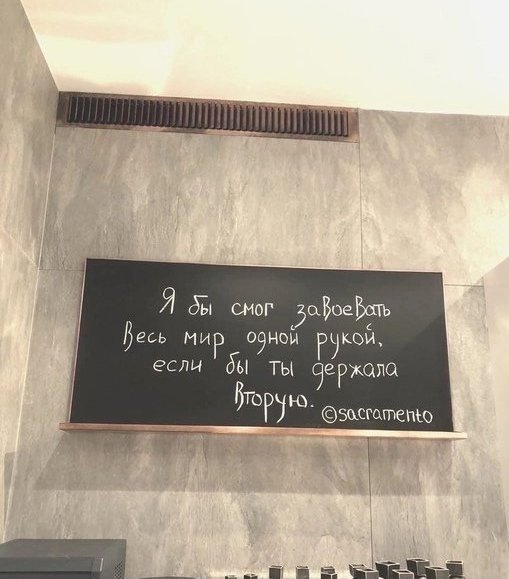 Я бы смог завоевать
весь мир одной рукой,
если бы ты держала
вторую.
©sacramento